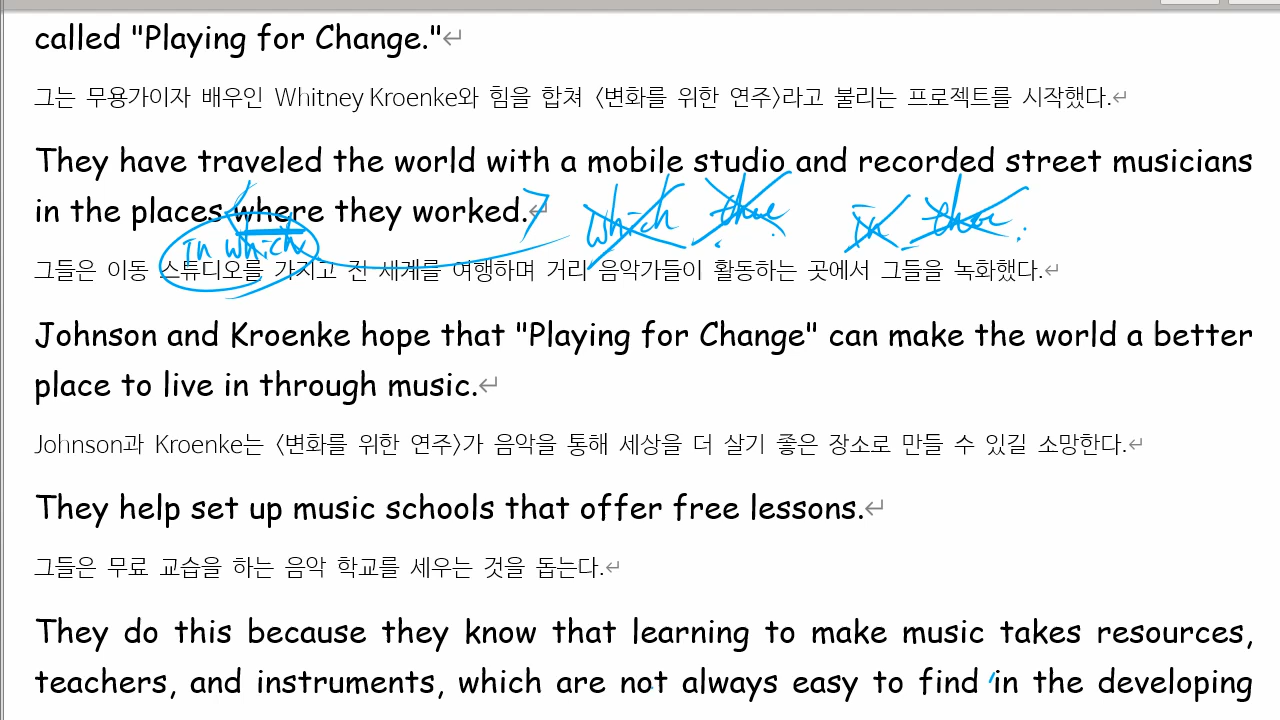 called "Playing for Change."
그는 무용가이자 배우인 Whitney Kroenke와 힘을 합쳐 〈변화를 위한 연주〉라고 불리는 프로젝트를 시작했다.
They have traveled the world with a mobile studio and recorded street musicians
in the places where they worked.
which
in which
그들은 이동 스튜디오를 가지고 전 세계를 여행하며 거리 음악가들이 활동하는 곳에서 그들을 녹화했다.
Johnson and Kroenke hope that "Playing for Change" can make the world a better
place to live in through music.
Johnson과 Kroenke는 〈변화를 위한 연주〉가 음악을 통해 세상을 더 살기 좋은 장소로 만들 수 있길 소망한다.
They help set up music schools that offer free lessons.
그들은 무료 교습을 하는 음악 학교를 세우는 것을 돕는다.
They do this because they know that learning to make music takes resources,
teachers, and instruments, which are not always easy to find in the developing